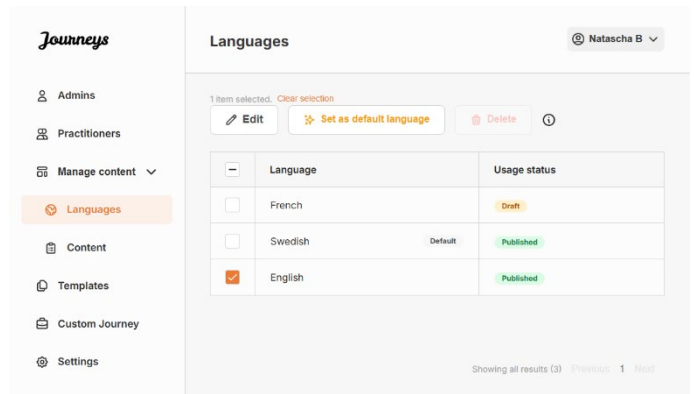 Journeys
Languages
Natascha B
Admins
Practitioners
Manage content
Languages
Content
Templates
Custom Journey
Settings
1 item selected. Clear selection
Edit
Set as default language
Delete
Language Usage status
French Draft
Swedish Default Published
English Published
Showing all results (3) Previous 1 Next